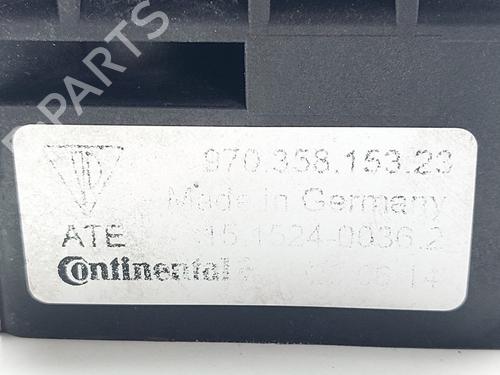 B-PARTS
970.358.153.23
Made in Germany
ATE 15.1524-0036.2
Continental